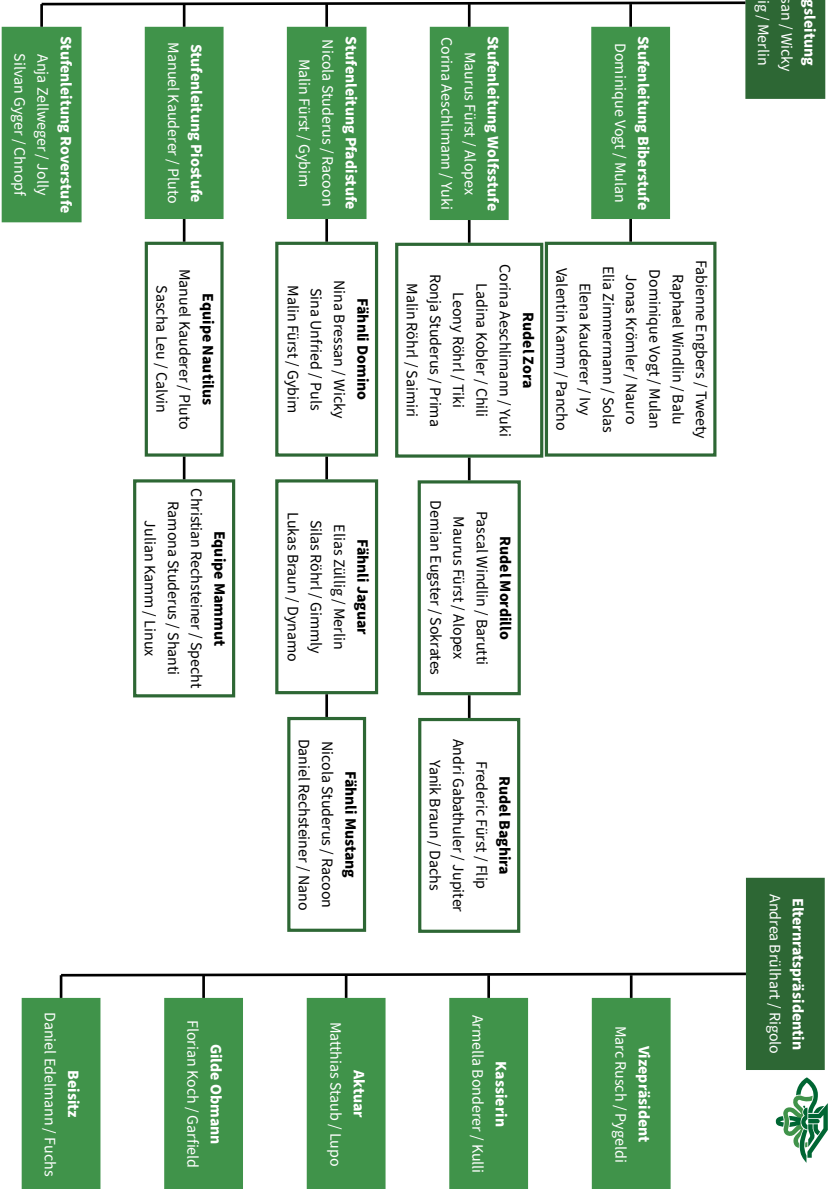 gsleitung
san / Wicky
ig / Merlin
Elternratspräsidentin
Andrea Brülhart / Rigolo
Stufenleitung Biberstufe
Dominique Vogt / Mulan
Fabienne Engbers / Tweety
Raphael Windlin / Balu
Dominique Vogt / Mulan
Jonas Krömler / Nauro
Elia Zimmermann / Solas
Elena Kauderer / Ivy
Valentin Kamm / Pancho
Stufenleitung Wolfsstufe
Maurus Fürst / Alopex
Corina Aeschlimann / Yuki
Rudel Zora
Corina Aeschlimann / Yuki
Ladina Kobler / Chili
Leony Röhrl / Tiki
Ronja Studerus / Prima
Malin Röhrl / Saimiri
Rudel Mordillo
Pascal Windlin / Barutti
Maurus Fürst / Alopex
Demian Eugster / Sokrates
Rudel Baghira
Frederic Fürst / Flip
Andri Gabathuler / Jupiter
Yanik Braun / Dachs
Stufenleitung Pfadistufe
Nicola Studerus / Racoon
Malin Fürst / Gybim
Fähnli Domino
Nina Bressan / Wicky
Sina Unfried / Puls
Malin Fürst / Gybim
Fähnli Jaguar
Elias Züllig / Merlin
Silas Röhrl / Gimmly
Lukas Braun / Dynamo
Fähnli Mustang
Nicola Studerus / Racoon
Daniel Rechsteiner / Nano
Stufenleitung Piostufe
Manuel Kauderer / Pluto
Equipe Nautilus
Manuel Kauderer / Pluto
Sascha Leu / Calvin
Equipe Mammut
Christian Rechsteiner / Specht
Ramona Studerus / Shanti
Julian Kamm / Linux
Stufenleitung Roverstufe
Anja Zellweger / Jolly
Silvan Gyger / Chnopf
Vizepräsident
Marc Rusch / Pygeldi
Kassierin
Armella Bonderer / Kulli
Aktuar
Matthias Staub / Lupo
Gilde Obmann
Florian Koch / Garfield
Beisitz
Daniel Edelmann / Fuchs